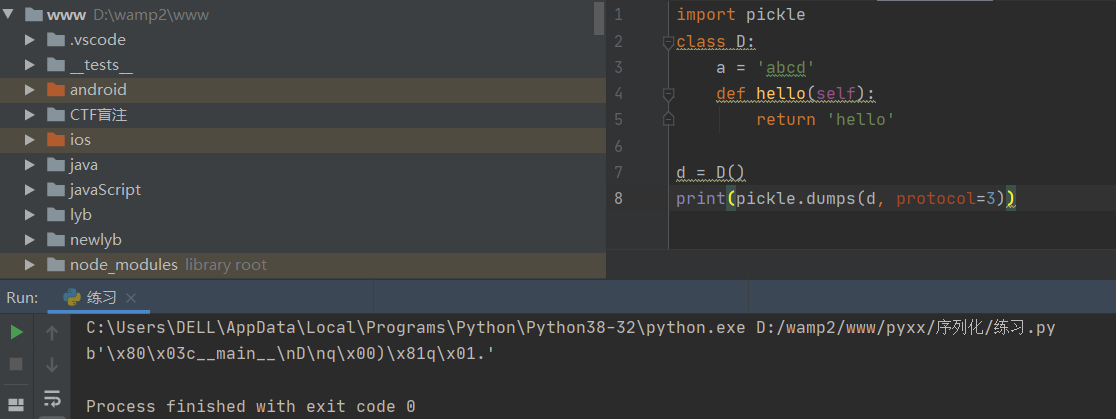 www D:\wamp2\www
.vscode
__tests__
android
CTF盲注
ios
java
javaScript
lyb
newlyb
node_modules library root
1 import pickle
2 class D:
3     a = 'abcd'
4     def hello(self):
5         return 'hello'
6
7 d = D()
8 print(pickle.dumps(d, protocol=3))
Run: 练习 ×
C:\Users\DELL\AppData\Local\Programs\Python\Python38-32\python.exe D:/wamp2/www/pyxx/序列化/练习.py
b'\x80\x03c__main__\nD\nq\x00)\x81q\x01.'
Process finished with exit code 0